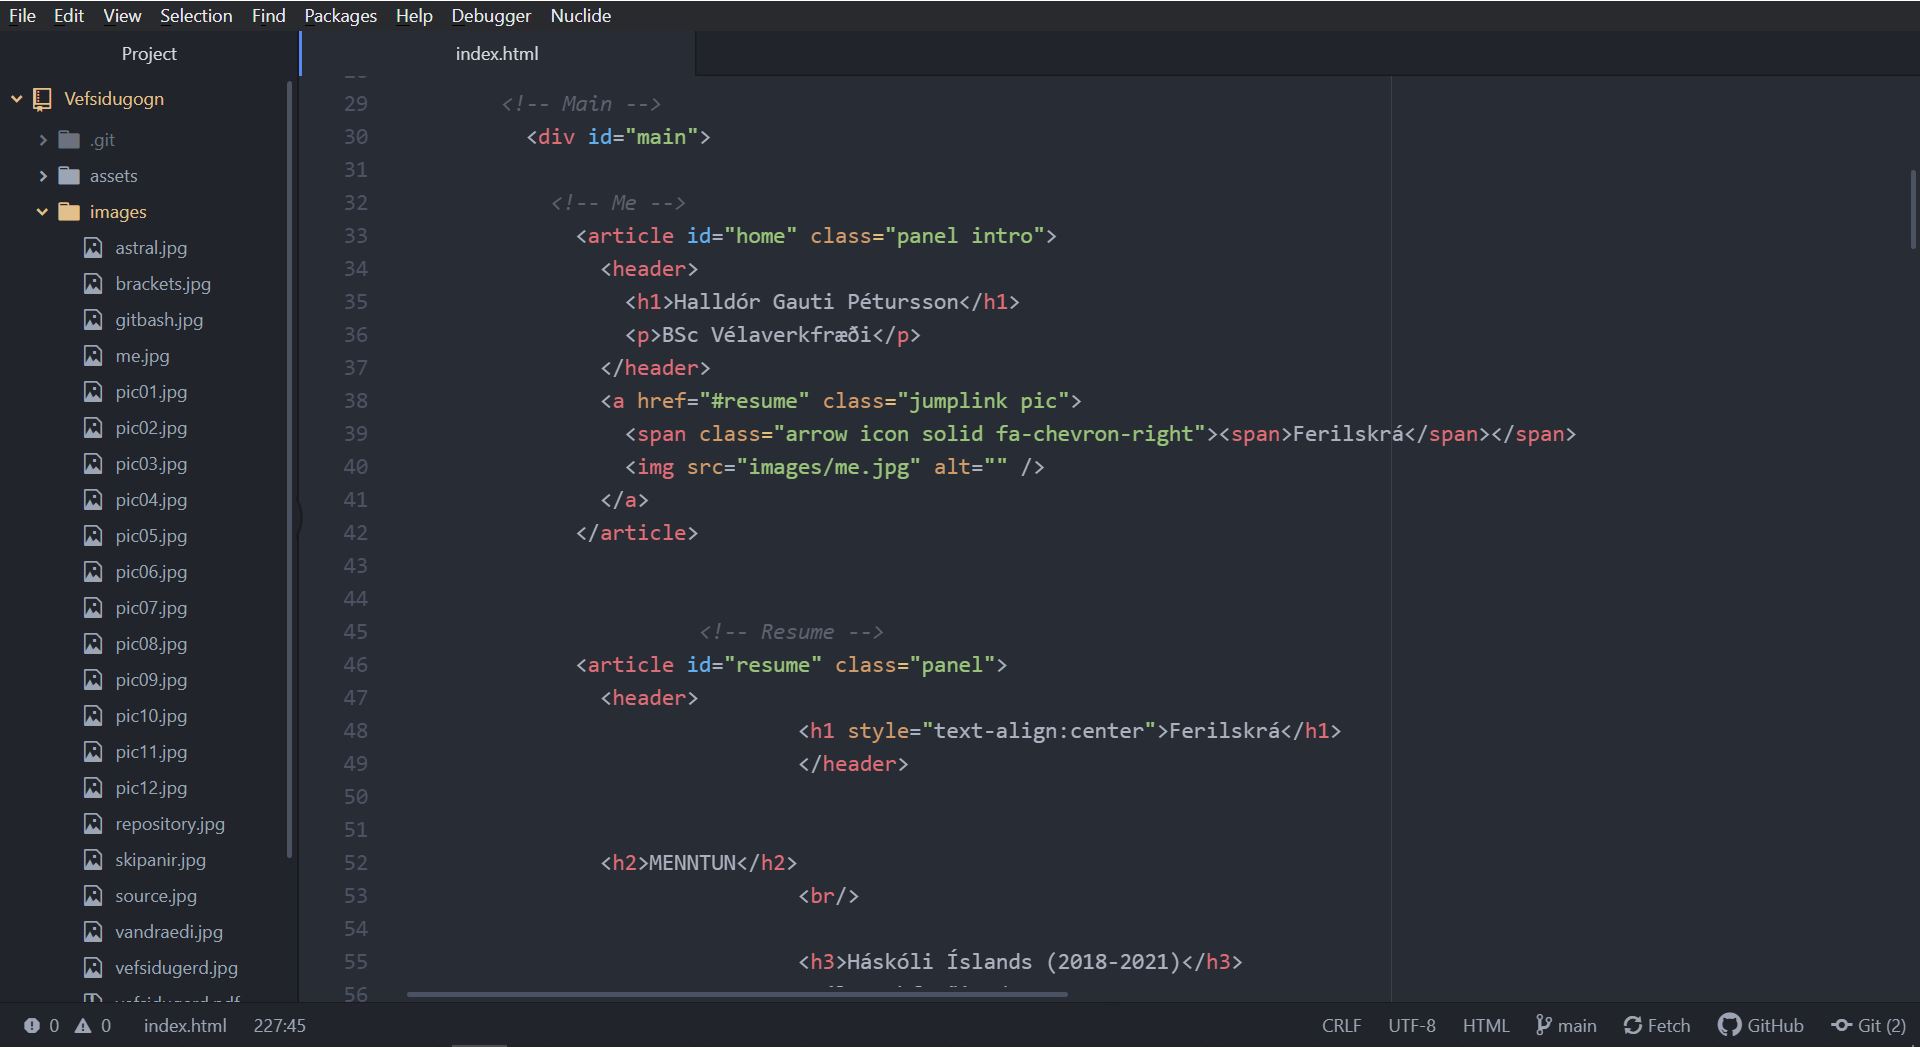 File Edit View Selection Find Packages Help Debugger Nuclide
Project
Vefsidugogn
.git
assets
images
astral.jpg
brackets.jpg
gitbash.jpg
me.jpg
pic01.jpg
pic02.jpg
pic03.jpg
pic04.jpg
pic05.jpg
pic06.jpg
pic07.jpg
pic08.jpg
pic09.jpg
pic10.jpg
pic11.jpg
pic12.jpg
repository.jpg
skipanir.jpg
source.jpg
vandraedi.jpg
vefsidugerd.jpg
vefsidugerd.pdf
index.html
29 <!-- Main -->
30 <div id="main">
31
32 <!-- Me -->
33 <article id="home" class="panel intro">
34 <header>
35 <h1>Halldór Gauti Pétursson</h1>
36 <p>BSc Vélaverkfræði</p>
37 </header>
38 <a href="#resume" class="jumplink pic">
39 <span class="arrow icon solid fa-chevron-right"><span>Ferilskrá</span></span>
40 <img src="images/me.jpg" alt="" />
41 </a>
42 </article>
43
44
45 <!-- Resume -->
46 <article id="resume" class="panel">
47 <header>
48 <h1 style="text-align:center">Ferilskrá</h1>
49 </header>
50
51
52 <h2>MENNTUN</h2>
53 <br/>
54
55 <h3>Háskóli Íslands (2018-2021)</h3>
56
0 0 index.html 227:45 CRLF UTF-8 HTML main Fetch GitHub Git (2)